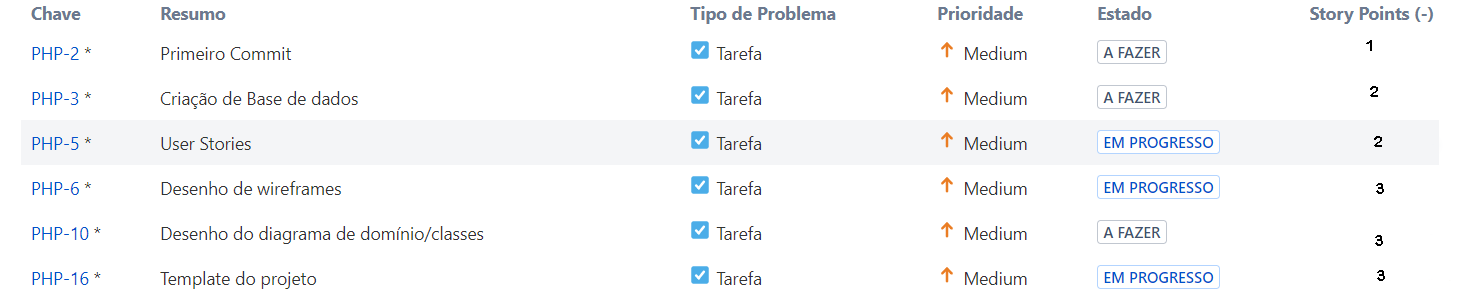 Chave Resumo Tipo de Problema Prioridade Estado Story Points (-)
PHP-2 * Primeiro Commit Tarefa Medium A FAZER 1
PHP-3 * Criação de Base de dados Tarefa Medium A FAZER 2
PHP-5 * User Stories Tarefa Medium EM PROGRESSO 2
PHP-6 * Desenho de wireframes Tarefa Medium EM PROGRESSO 3
PHP-10 * Desenho do diagrama de domínio/classes Tarefa Medium A FAZER 3
PHP-16 * Template do projeto Tarefa Medium EM PROGRESSO 3